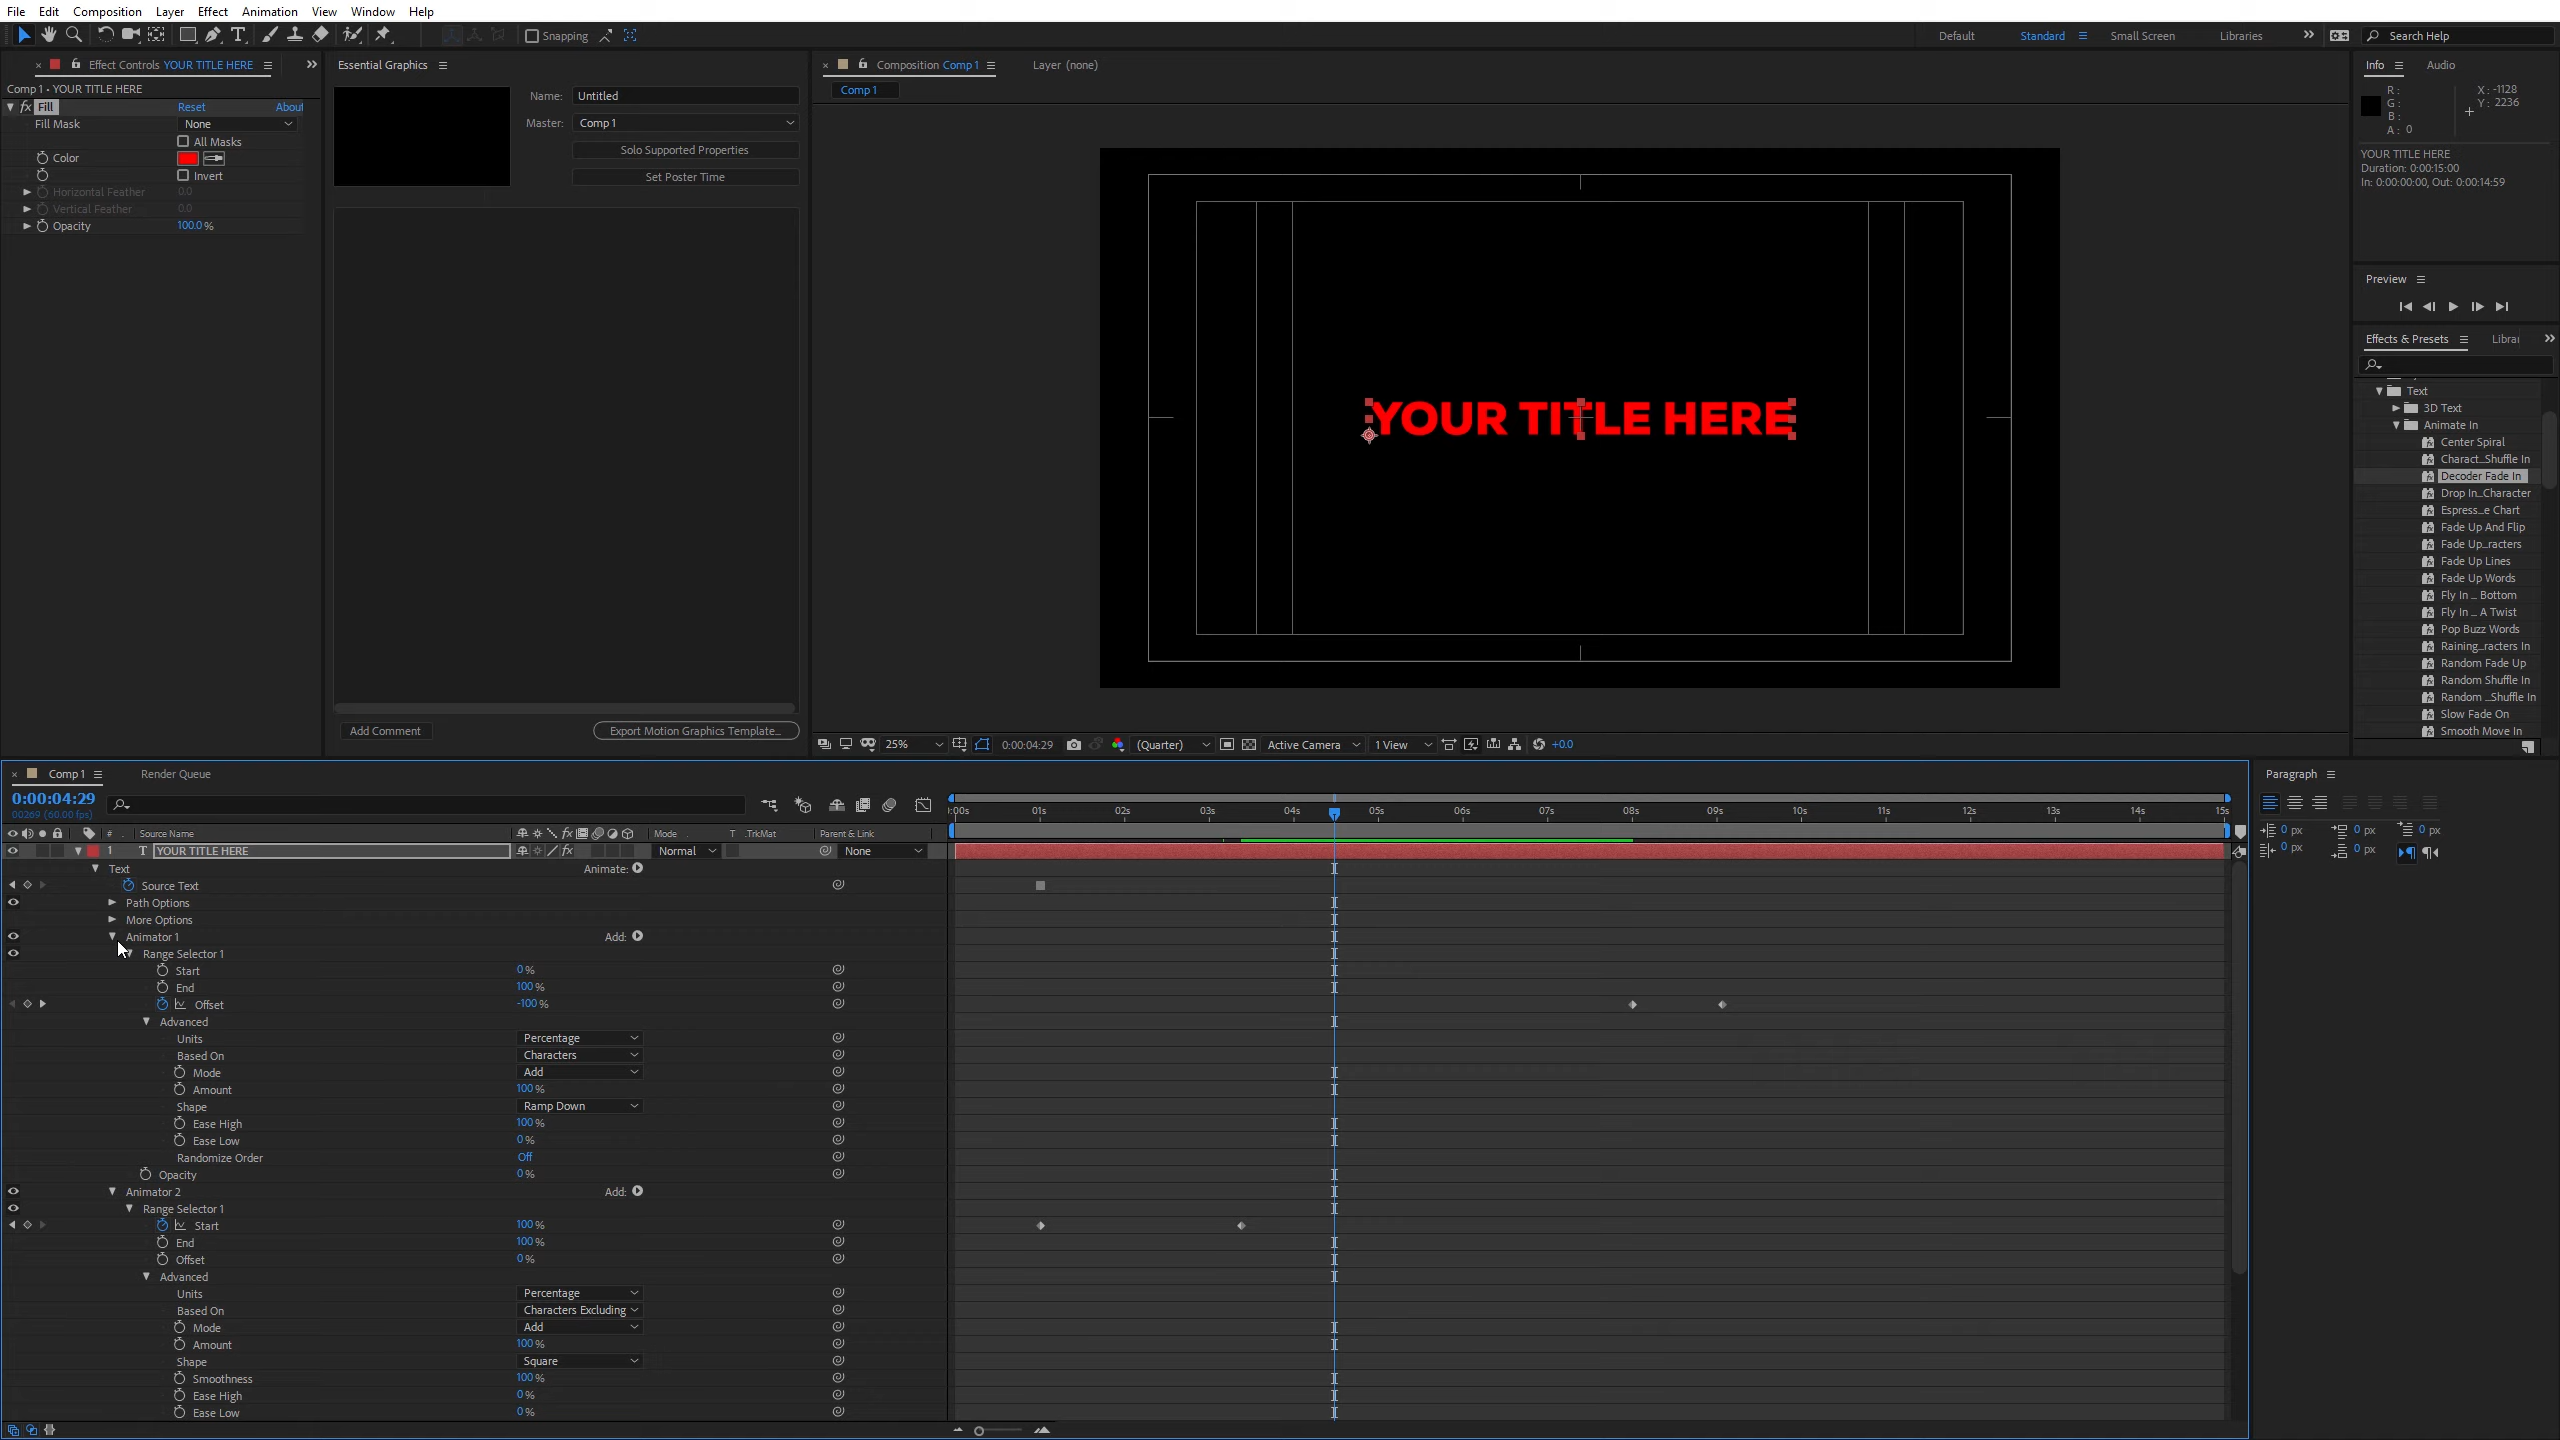 File Edit Composition Layer Effect Animation View Window Help
Snapping
Default Standard Small Screen Libraries Search Help
Effect Controls YOUR TITLE HERE
Comp 1 • YOUR TITLE HERE
fx Fill Reset About
Fill Mask None
All Masks
Color
Invert
Horizontal Feather 0.0
Vertical Feather 0.0
Opacity 100.0 %
Essential Graphics
Name: Untitled
Master: Comp 1
Solo Supported Properties
Set Poster Time
Add Comment Export Motion Graphics Template...
Composition Comp 1 Layer (none)
Comp 1
YOUR TITLE HERE
25% 0:00:04:29 (Quarter) Active Camera 1 View +0.0
Info Audio
R :
G :
B :
A : 0
X : -1128
Y : 2236
YOUR TITLE HERE
Duration: 0:00:15:00
In: 0:00:00:00, Out: 0:00:14:59
Preview
Effects & Presets Librar
Text
3D Text
Animate In
Center Spiral
Charact...Shuffle In
Decoder Fade In
Drop In...Character
Espress...e Chart
Fade Up And Flip
Fade Up...racters
Fade Up Lines
Fade Up Words
Fly In ... Bottom
Fly In ... A Twist
Pop Buzz Words
Raining...racters In
Random Fade Up
Random Shuffle In
Random ...Shuffle In
Slow Fade On
Smooth Move In
Comp 1 Render Queue
0:00:04:29
00269 (60.00 fps)
:00s 01s 02s 03s 04s 05s 06s 07s 08s 09s 10s 11s 12s 13s 14s 15s
# Source Name fx Mode T .TrkMat Parent & Link
1 T YOUR TITLE HERE fx Normal None
Text Animate:
Source Text
Path Options
More Options
Animator 1 Add:
Range Selector 1
Start 0 %
End 100 %
Offset -100 %
Advanced
Units Percentage
Based On Characters
Mode Add
Amount 100 %
Shape Ramp Down
Ease High 100 %
Ease Low 0 %
Randomize Order Off
Opacity 0 %
Animator 2 Add:
Range Selector 1
Start 100 %
End 100 %
Offset 0 %
Advanced
Units Percentage
Based On Characters Excluding
Mode Add
Amount 100 %
Shape Square
Smoothness 100 %
Ease High 0 %
Ease Low 0 %
Paragraph
0 px 0 px 0 px
0 px 0 px